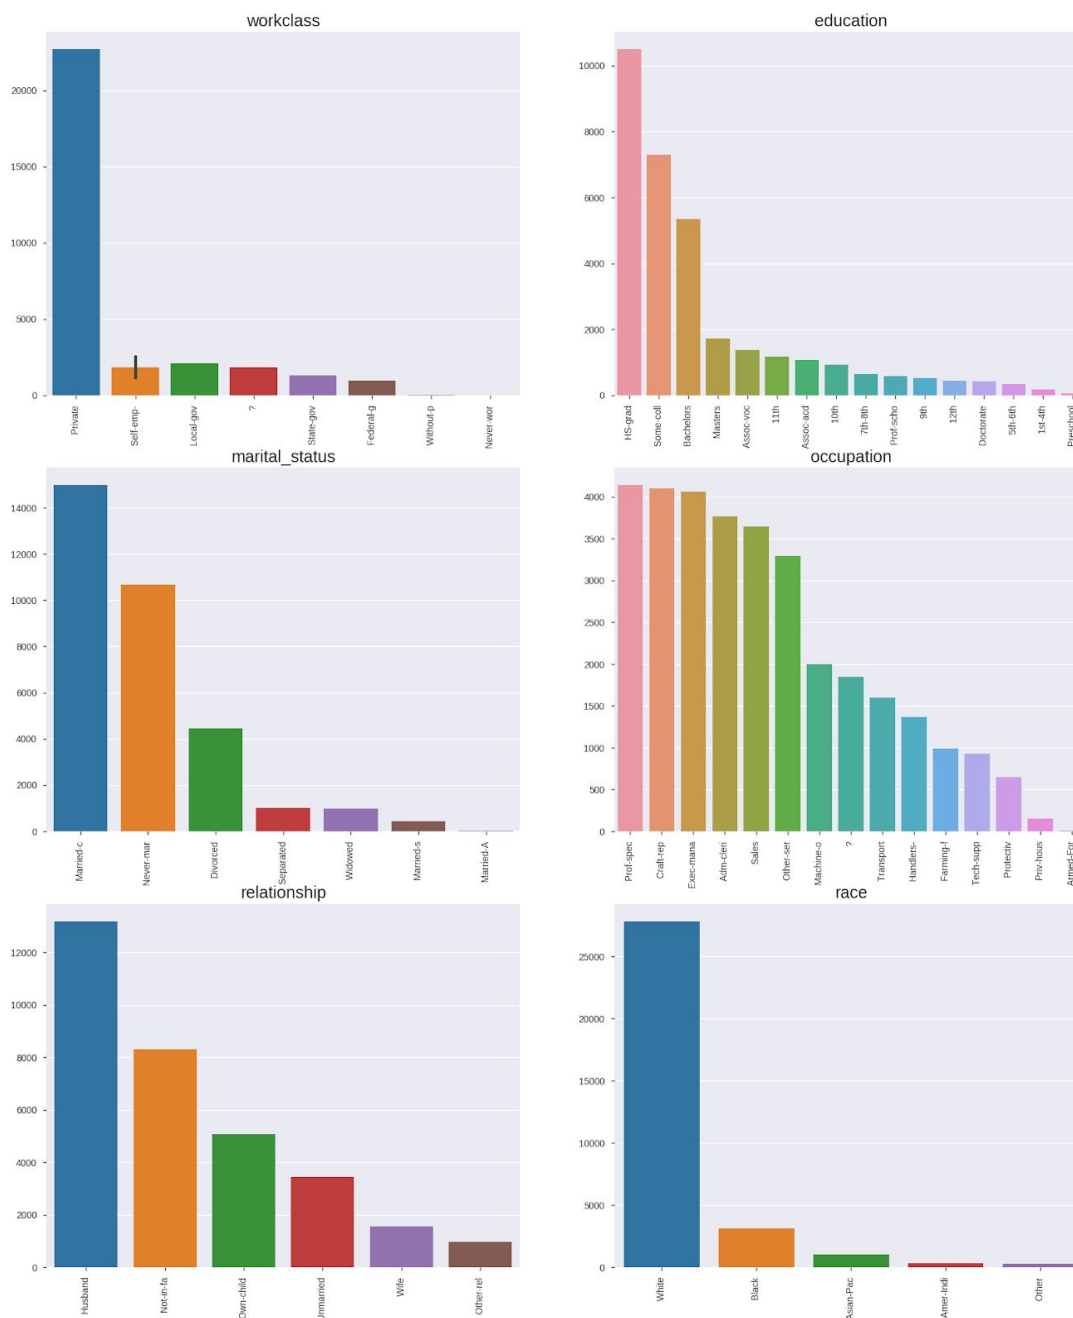 workclass
20000
15000
10000
5000
0
Private
Self-emp-
Local-gov
?
State-gov
Federal-g
Without-p
Never-wor
education
10000
8000
6000
4000
2000
0
HS-grad
Some-coll
Bachelors
Masters
Assoc-voc
11th
Assoc-acd
10th
7th-8th
Prof-scho
9th
12th
Doctorate
5th-6th
1st-4th
Preschool
marital_status
14000
12000
10000
8000
6000
4000
2000
0
Married-c
Never-mar
Divorced
Separated
Widowed
Married-s
Married-A
occupation
4000
3500
3000
2500
2000
1500
1000
500
0
Prof-spec
Craft-rep
Exec-mana
Adm-cleri
Sales
Other-ser
Machine-o
?
Transport
Handlers-
Farming-f
Tech-supp
Protectiv
Priv-hous
Armed-For
relationship
12000
10000
8000
6000
4000
2000
0
Husband
Not-in-fa
Own-child
Unmarried
Wife
Other-rel
race
25000
20000
15000
10000
5000
0
White
Black
Asian-Pac
Amer-Indi
Other